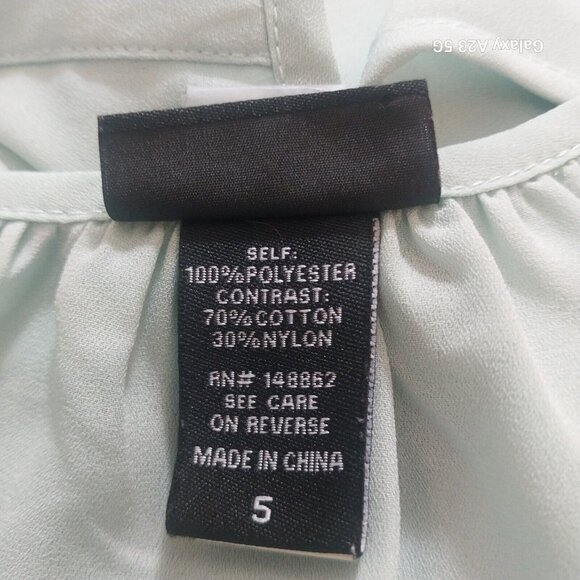 Galaxy A23 5G
SELF:
100%POLYESTER
CONTRAST:
70%COTTON
30%NYLON
RN# 148862
SEE CARE
ON REVERSE
MADE IN CHINA
5